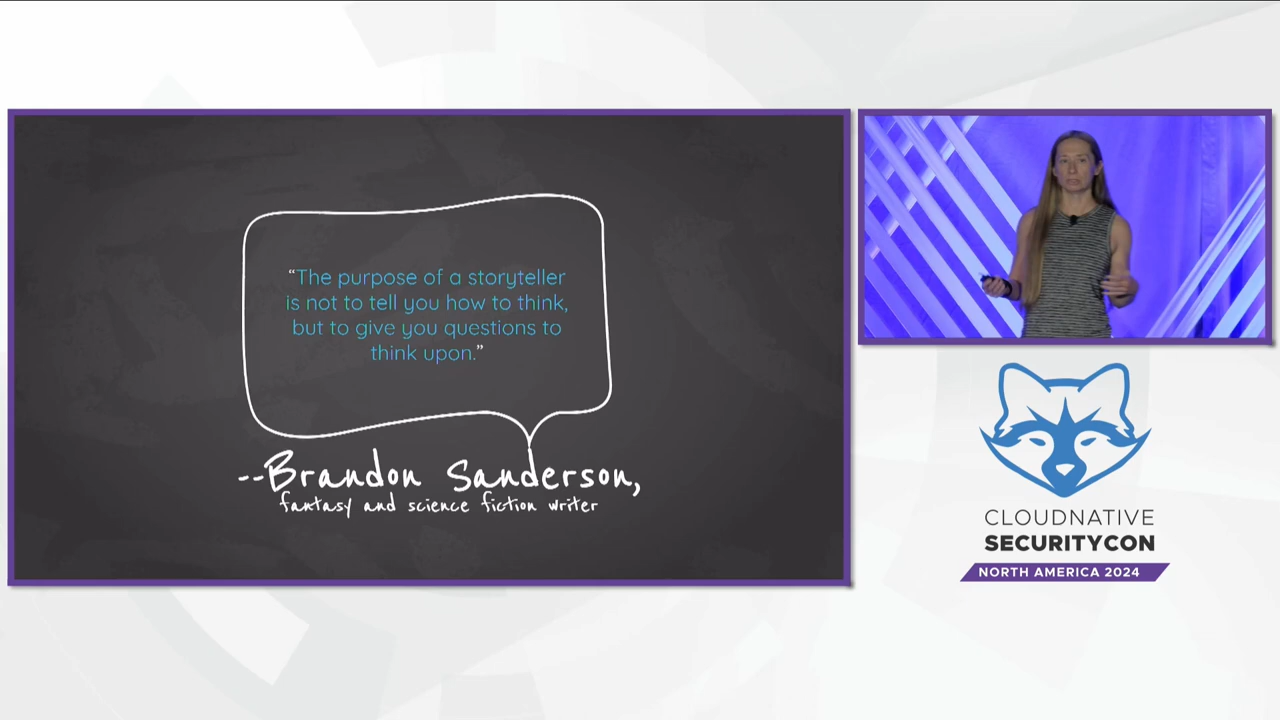 “The purpose of a storyteller
is not to tell you how to think,
but to give you questions to
think upon.”
--Brandon Sanderson,
fantasy and science fiction writer
CLOUDNATIVE
SECURITYCON
NORTH AMERICA 2024